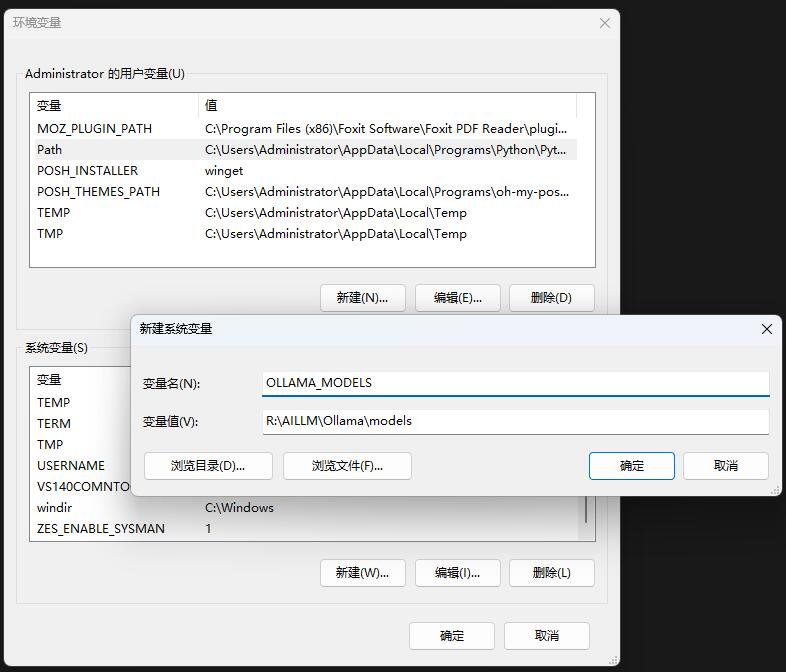 环境变量
Administrator 的用户变量(U)
变量 值
MOZ_PLUGIN_PATH C:\Program Files (x86)\Foxit Software\Foxit PDF Reader\plugi...
Path C:\Users\Administrator\AppData\Local\Programs\Python\Pyt...
POSH_INSTALLER winget
POSH_THEMES_PATH C:\Users\Administrator\AppData\Local\Programs\oh-my-pos...
TEMP C:\Users\Administrator\AppData\Local\Temp
TMP C:\Users\Administrator\AppData\Local\Temp
新建(N)... 编辑(E)... 删除(D)
新建系统变量
变量名(N): OLLAMA_MODELS
变量值(V): R:\AILLM\Ollama\models
浏览目录(D)... 浏览文件(F)... 确定 取消
系统变量(S)
变量
TEMP
TERM
TMP
USERNAME
VS140COMNTO
windir C:\Windows
ZES_ENABLE_SYSMAN 1
新建(W)... 编辑(I)... 删除(L)
确定 取消